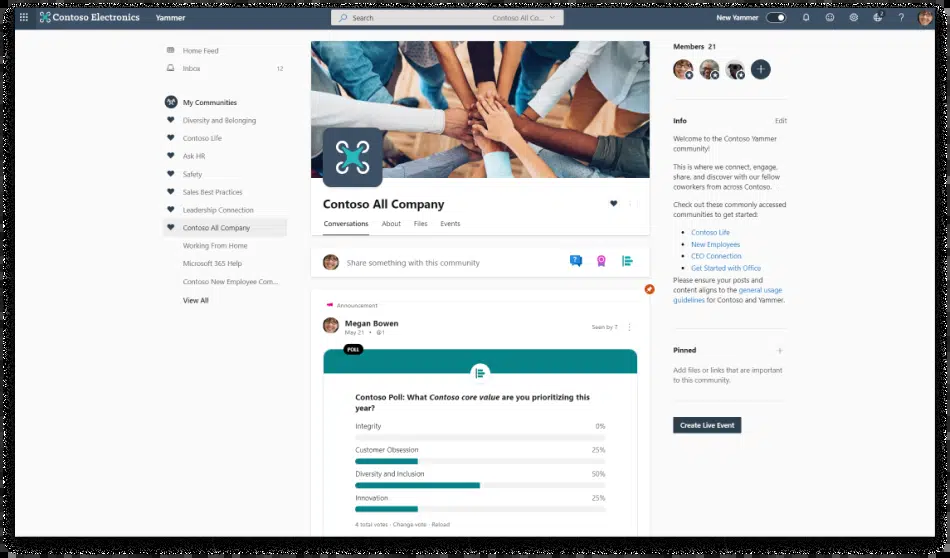 Contoso Electronics
Yammer
Search
Contoso All Co...
New Yammer
?
Home Feed
Inbox 12
My Communities
Diversity and Belonging
Contoso Life
Ask HR
Safety
Sales Best Practices
Leadership Connection
Contoso All Company
Working From Home
Microsoft 365 Help
Contoso New Employee Com...
View All
Contoso All Company
Conversations About Files Events
Share something with this community
Announcement
Megan Bowen
May 21
Seen by 7
POLL
Contoso Poll: What Contoso core value are you prioritizing this
year?
Integrity 0%
Customer Obsession 25%
Diversity and Inclusion 50%
Innovation 25%
4 total votes · Change vote · Reload
Members 21
Info Edit
Welcome to the Contoso Yammer
community!
This is where we connect, engage,
share, and discover with our fellow
coworkers from across Contoso.
Check out these commonly accessed
communities to get started:
Contoso Life
New Employees
CEO Connection
Get Started with Office
Please ensure your posts and
content aligns to the general usage
guidelines for Contoso and Yammer.
Pinned
Add files or links that are important
to this community.
Create Live Event